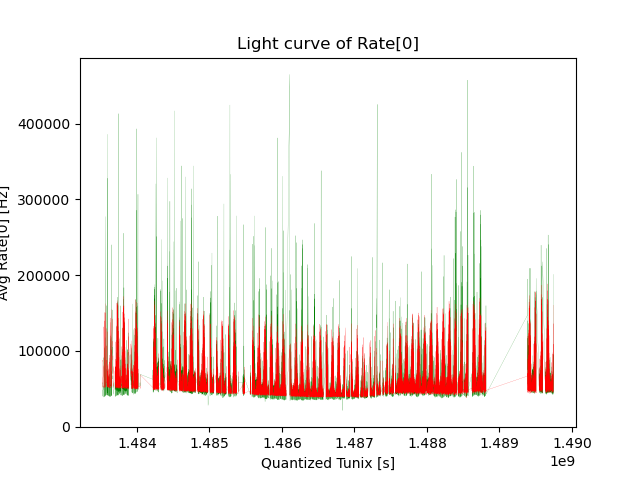 Light curve of Rate[0]
Avg Rate[0] [Hz]
400000
300000
200000
100000
0
1.484 1.485 1.486 1.487 1.488 1.489 1.490
1e9
Quantized Tunix [s]